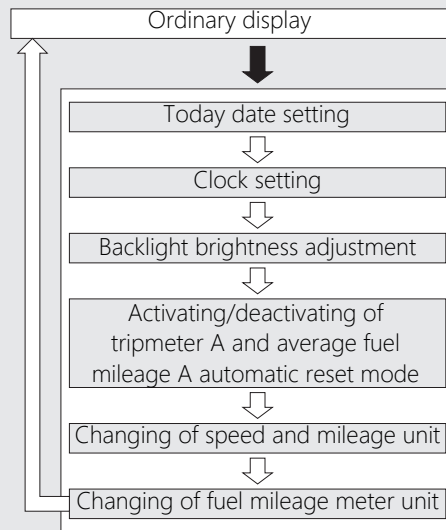 Ordinary display
Today date setting
Clock setting
Backlight brightness adjustment
Activating/deactivating of
tripmeter A and average fuel
mileage A automatic reset mode
Changing of speed and mileage unit
Changing of fuel mileage meter unit